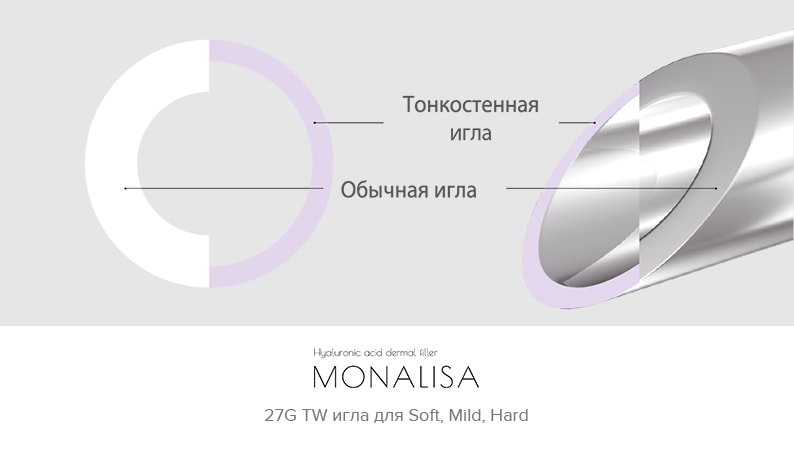 Тонкостенная
игла
Обычная игла
Hyaluronic acid dermal filler
MONALISA
27G TW игла для Soft, Mild, Hard